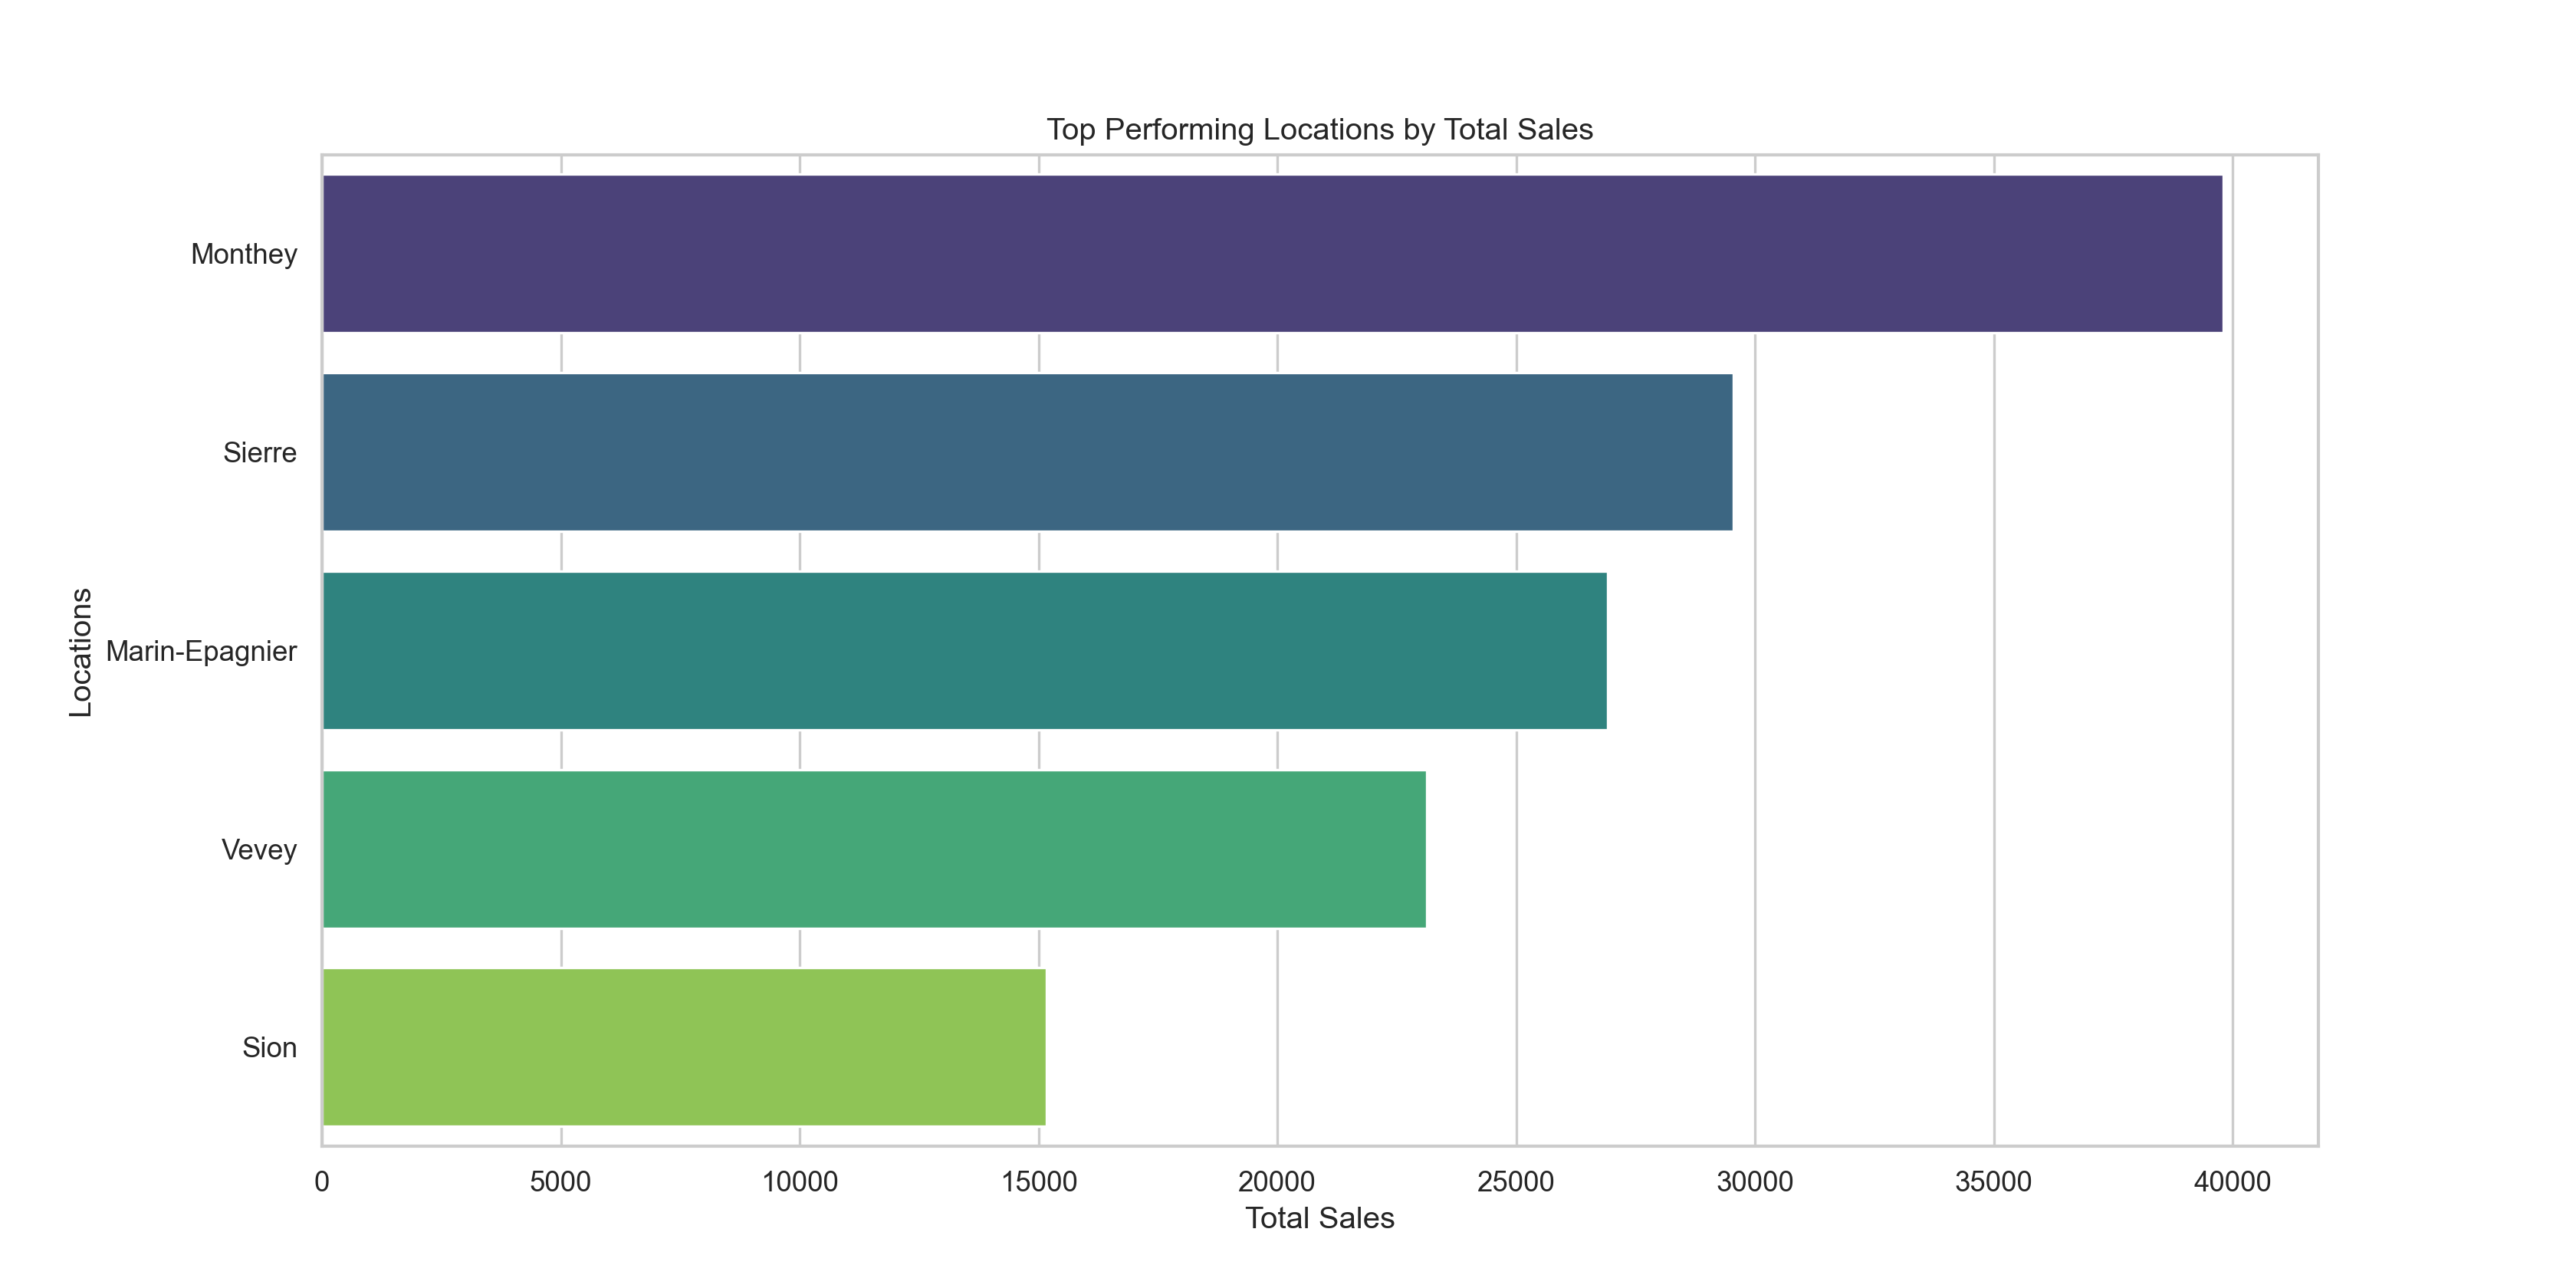 Top Performing Locations by Total Sales
Locations
Monthey
Sierre
Marin-Epagnier
Vevey
Sion
0 5000 10000 15000 20000 25000 30000 35000 40000
Total Sales